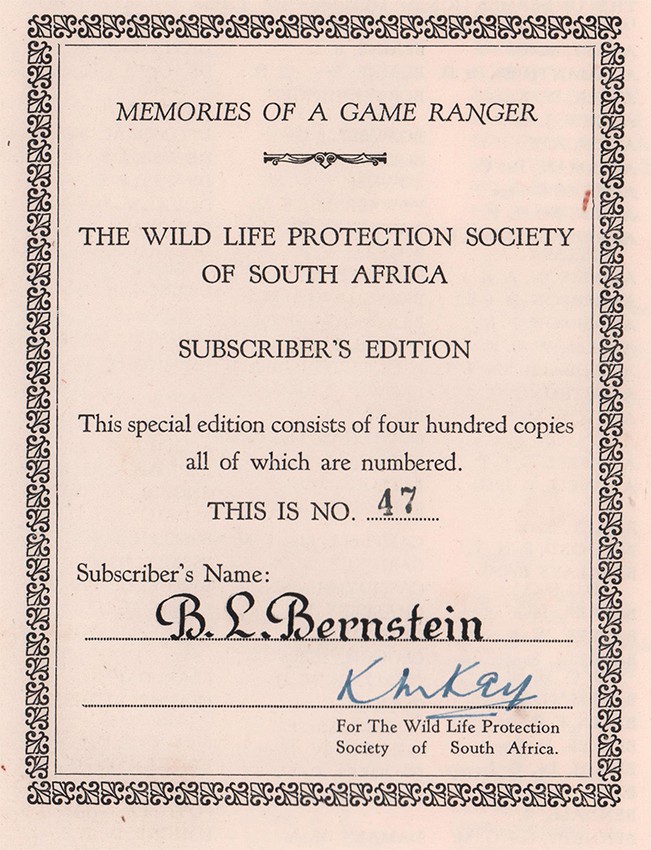 MEMORIES OF A GAME RANGER
THE WILD LIFE PROTECTION SOCIETY
OF SOUTH AFRICA
SUBSCRIBER'S EDITION
This special edition consists of four hundred copies
all of which are numbered.
THIS IS NO. 47
Subscriber's Name:
B. L. Bernstein
For The Wild Life Protection
Society of South Africa.